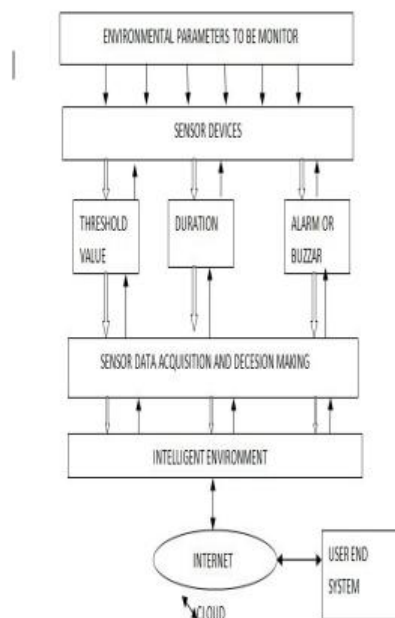 ENVIRONMENTAL PARAMETERS TO BE MONITOR
SENSOR DEVICES
THRESHOLD
VALUE
DURATION
ALARM OR
BUZZAR
SENSOR DATA ACQUISITION AND DECESION MAKING
INTELLIGENT ENVIRONMENT
INTERNET
USER END
SYSTEM
CLOUD